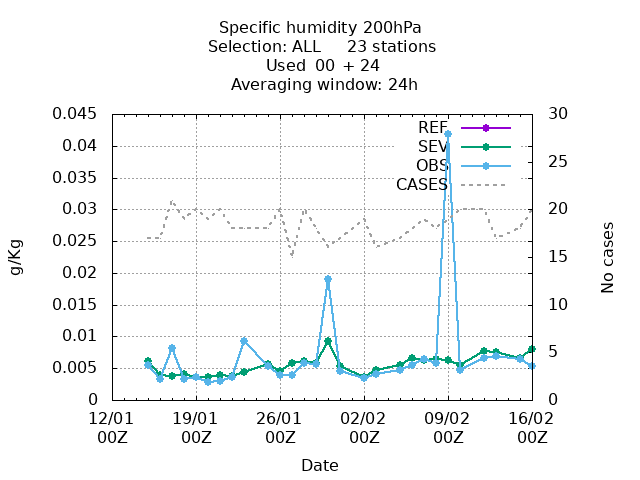 Specific humidity 200hPa
Selection: ALL 23 stations
Used 00 + 24
Averaging window: 24h
REF
SEV
OBS
CASES
g/Kg
0.045
0.04
0.035
0.03
0.025
0.02
0.015
0.01
0.005
0
30
25
20
15
10
5
0
No cases
12/01 19/01 26/01 02/02 09/02 16/02
00Z 00Z 00Z 00Z 00Z 00Z
Date